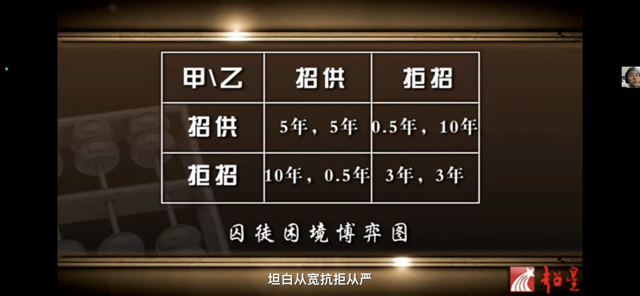 甲\乙 招供 拒招
招供 5年，5年 0.5年，10年
拒招 10年，0.5年 3年，3年
囚徒困境博弈图
坦白从宽抗拒从严
超星